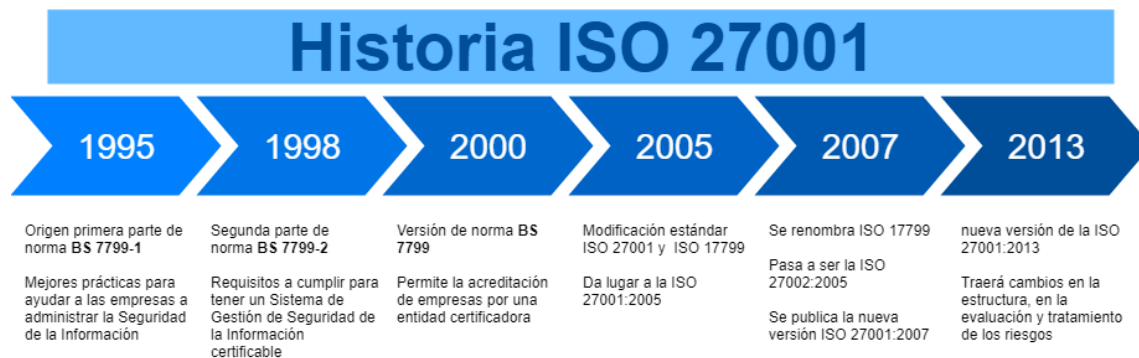 Historia ISO 27001
1995
1998
2000
2005
2007
2013
Origen primera parte de
norma BS 7799-1
Mejores prácticas para
ayudar a las empresas a
administrar la Seguridad
de la Información
Segunda parte de
norma BS 7799-2
Requisitos a cumplir para
tener un Sistema de
Gestión de Seguridad de
la Información
certificable
Versión de norma BS
7799
Permite la acreditación
de empresas por una
entidad certificadora
Modificación estándar
ISO 27001 y ISO 17799
Da lugar a la ISO
27001:2005
Se renombra ISO 17799
Pasa a ser la ISO
27002:2005
Se publica la nueva
versión ISO 27001:2007
nueva versión de la ISO
27001:2013
Traerá cambios en la
estructura, en la
evaluación y tratamiento
de los riesgos